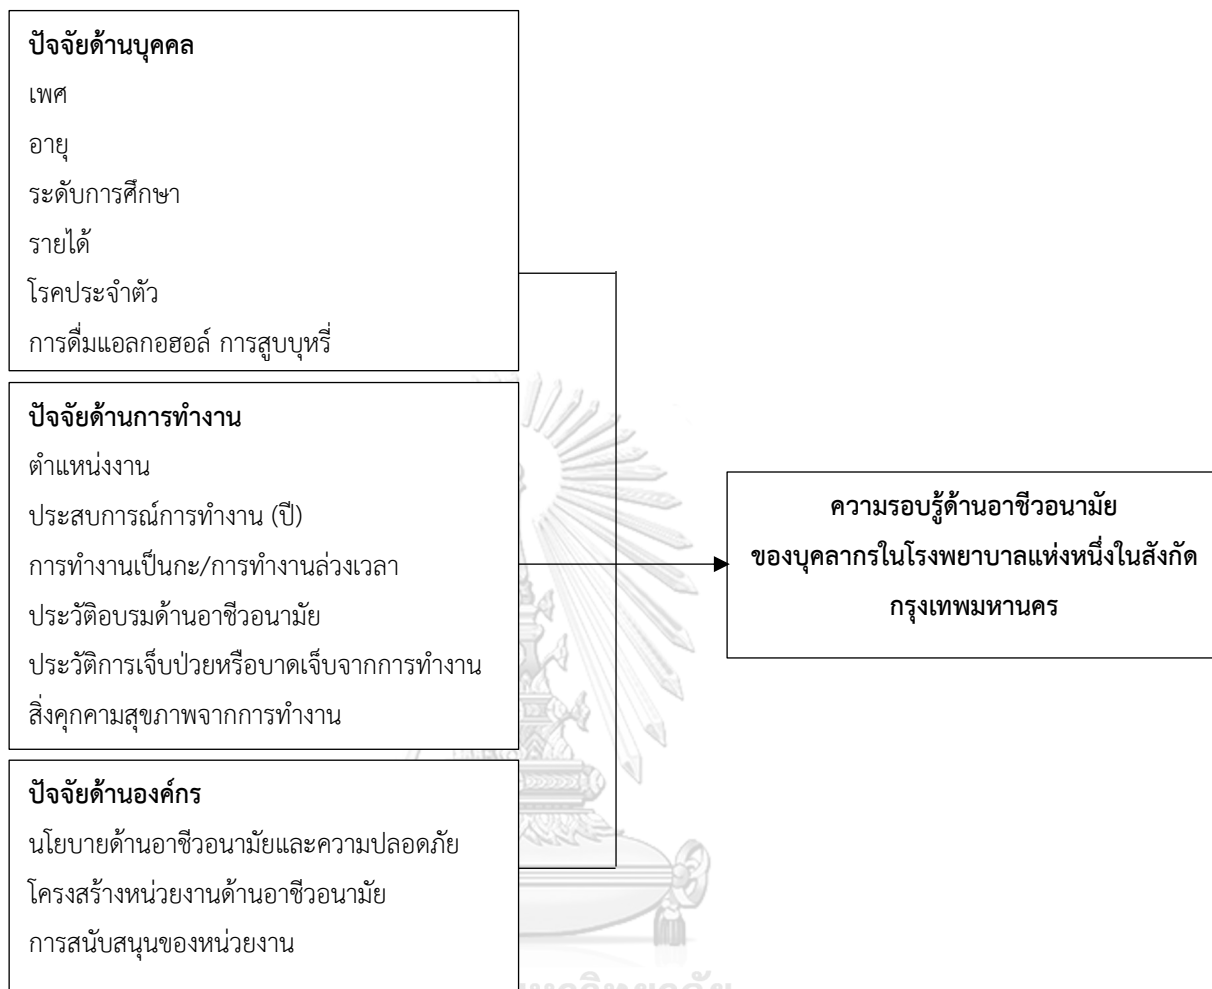 ปัจจัยด้านบุคคล
เพศ
อายุ
ระดับการศึกษา
รายได้
โรคประจำตัว
การดื่มแอลกอฮอล์ การสูบบุหรี่
ปัจจัยด้านการทำงาน
ตำแหน่งงาน
ประสบการณ์การทำงาน (ปี)
การทำงานเป็นกะ/การทำงานล่วงเวลา
ประวัติอบรมด้านอาชีวอนามัย
ประวัติการเจ็บป่วยหรือบาดเจ็บจากการทำงาน
สิ่งคุกคามสุขภาพจากการทำงาน
ปัจจัยด้านองค์กร
นโยบายด้านอาชีวอนามัยและความปลอดภัย
โครงสร้างหน่วยงานด้านอาชีวอนามัย
การสนับสนุนของหน่วยงาน
ความรอบรู้ด้านอาชีวอนามัย
ของบุคลากรในโรงพยาบาลแห่งหนึ่งในสังกัด
กรุงเทพมหานคร